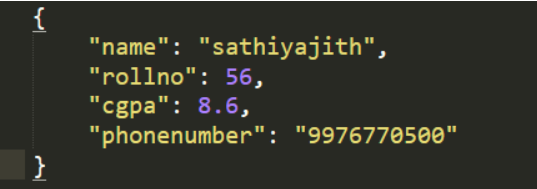 {
    "name": "sathiyajith",
    "rollno": 56,
    "cgpa": 8.6,
    "phonenumber": "9976770500"
}